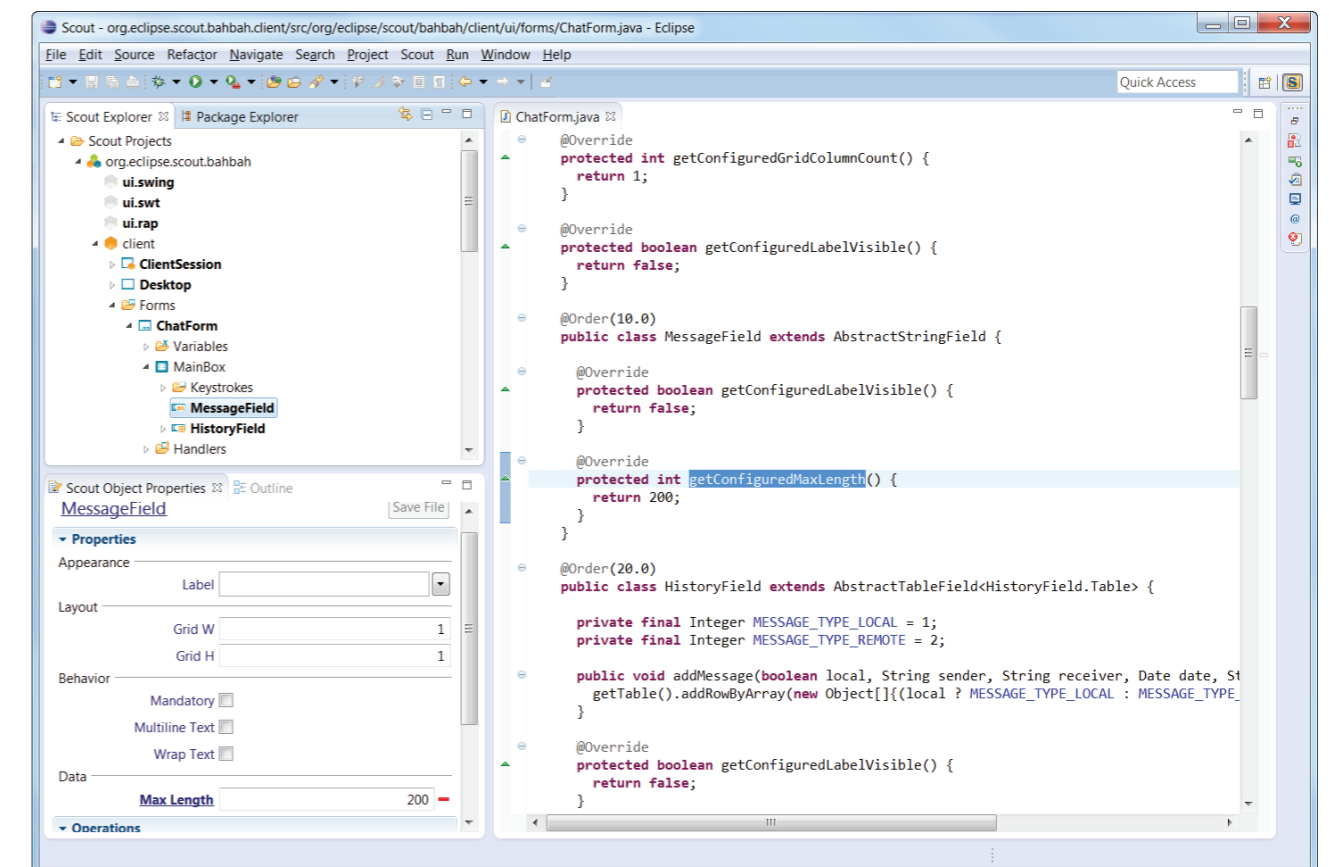 Scout - org.eclipse.scout.bahbah.client/src/org/eclipse/scout/bahbah/client/ui/forms/ChatForm.java - Eclipse
File Edit Source Refactor Navigate Search Project Scout Run Window Help
Quick Access
Scout Explorer Package Explorer
Scout Projects
org.eclipse.scout.bahbah
ui.swing
ui.swt
ui.rap
client
ClientSession
Desktop
Forms
ChatForm
Variables
MainBox
Keystrokes
MessageField
HistoryField
Handlers
Scout Object Properties Outline
MessageField Save File
Properties
Appearance
Label
Layout
Grid W 1
Grid H 1
Behavior
Mandatory
Multiline Text
Wrap Text
Data
Max Length 200
Operations
ChatForm.java
@Override
protected int getConfiguredGridColumnCount() {
return 1;
}
@Override
protected boolean getConfiguredLabelVisible() {
return false;
}
@Order(10.0)
public class MessageField extends AbstractStringField {
@Override
protected boolean getConfiguredLabelVisible() {
return false;
}
@Override
protected int getConfiguredMaxLength() {
return 200;
}
}
@Order(20.0)
public class HistoryField extends AbstractTableField<HistoryField.Table> {
private final Integer MESSAGE_TYPE_LOCAL = 1;
private final Integer MESSAGE_TYPE_REMOTE = 2;
public void addMessage(boolean local, String sender, String receiver, Date date, St
getTable().addRowByArray(new Object[]{(local ? MESSAGE_TYPE_LOCAL : MESSAGE_TYPE_
}
@Override
protected boolean getConfiguredLabelVisible() {
return false;
}